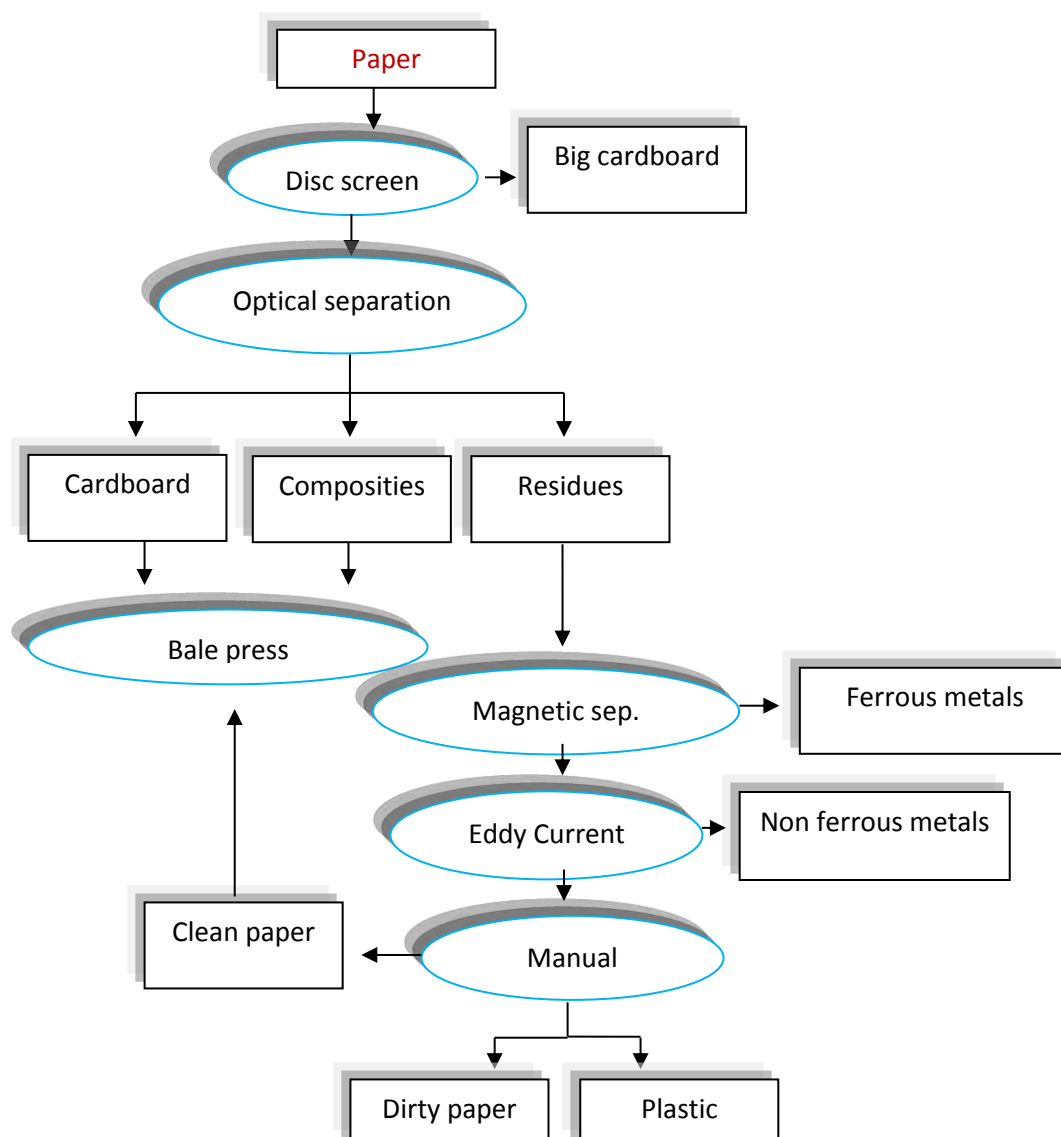 Paper
Big cardboard
Disc screen
Optical separation
Cardboard
Composities
Residues
Bale press
Magnetic sep.
Ferrous metals
Eddy Current
Non ferrous metals
Clean paper
Manual
Dirty paper
Plastic